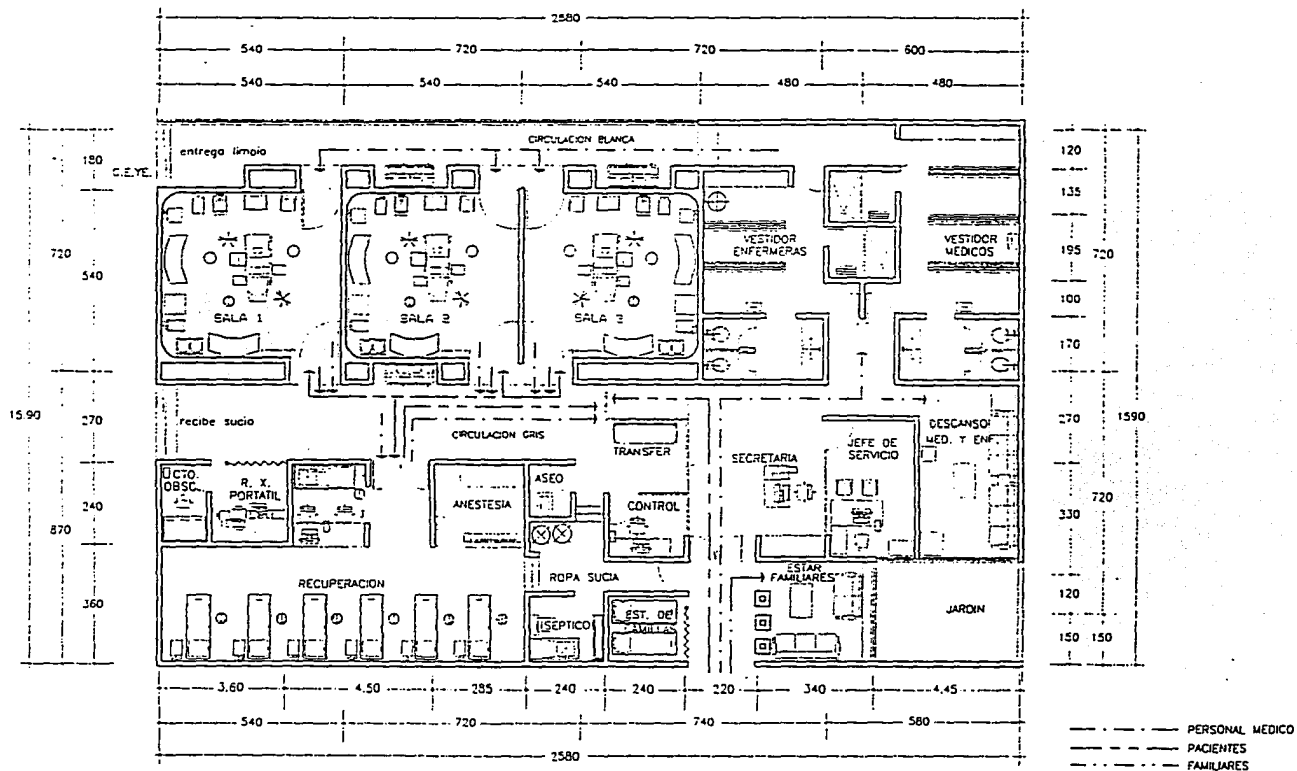 2580
540 720 720 600
540 540 540 480 480
CIRCULACION BLANCA
entrega limpio
C.E.YE.
180
720
540
120
135
195
720
100
170
VESTIDOR
ENFERMERAS
VESTIDOR
MEDICOS
SALA 1
SALA 2
SALA 3
15.90
270
870
240
360
recibe sucio
CIRCULACION GRIS
TRANSFER
SECRETARIA
JEFE DE
SERVICIO
DESCANSO
MED. Y ENF.
270
1590
330
720
120
150 150
CTO
OBSC.
R. X.
PORTATIL
ANESTESIA
ASEO
CONTROL
RECUPERACION
ROPA SUCIA
ESTAR
FAMILIARES
JARDIN
SEPTICO
EST. DE
3.60 4.50 285 240 240 220 340 4.45
540 720 740 580
2580
PERSONAL MEDICO
PACIENTES
FAMILIARES